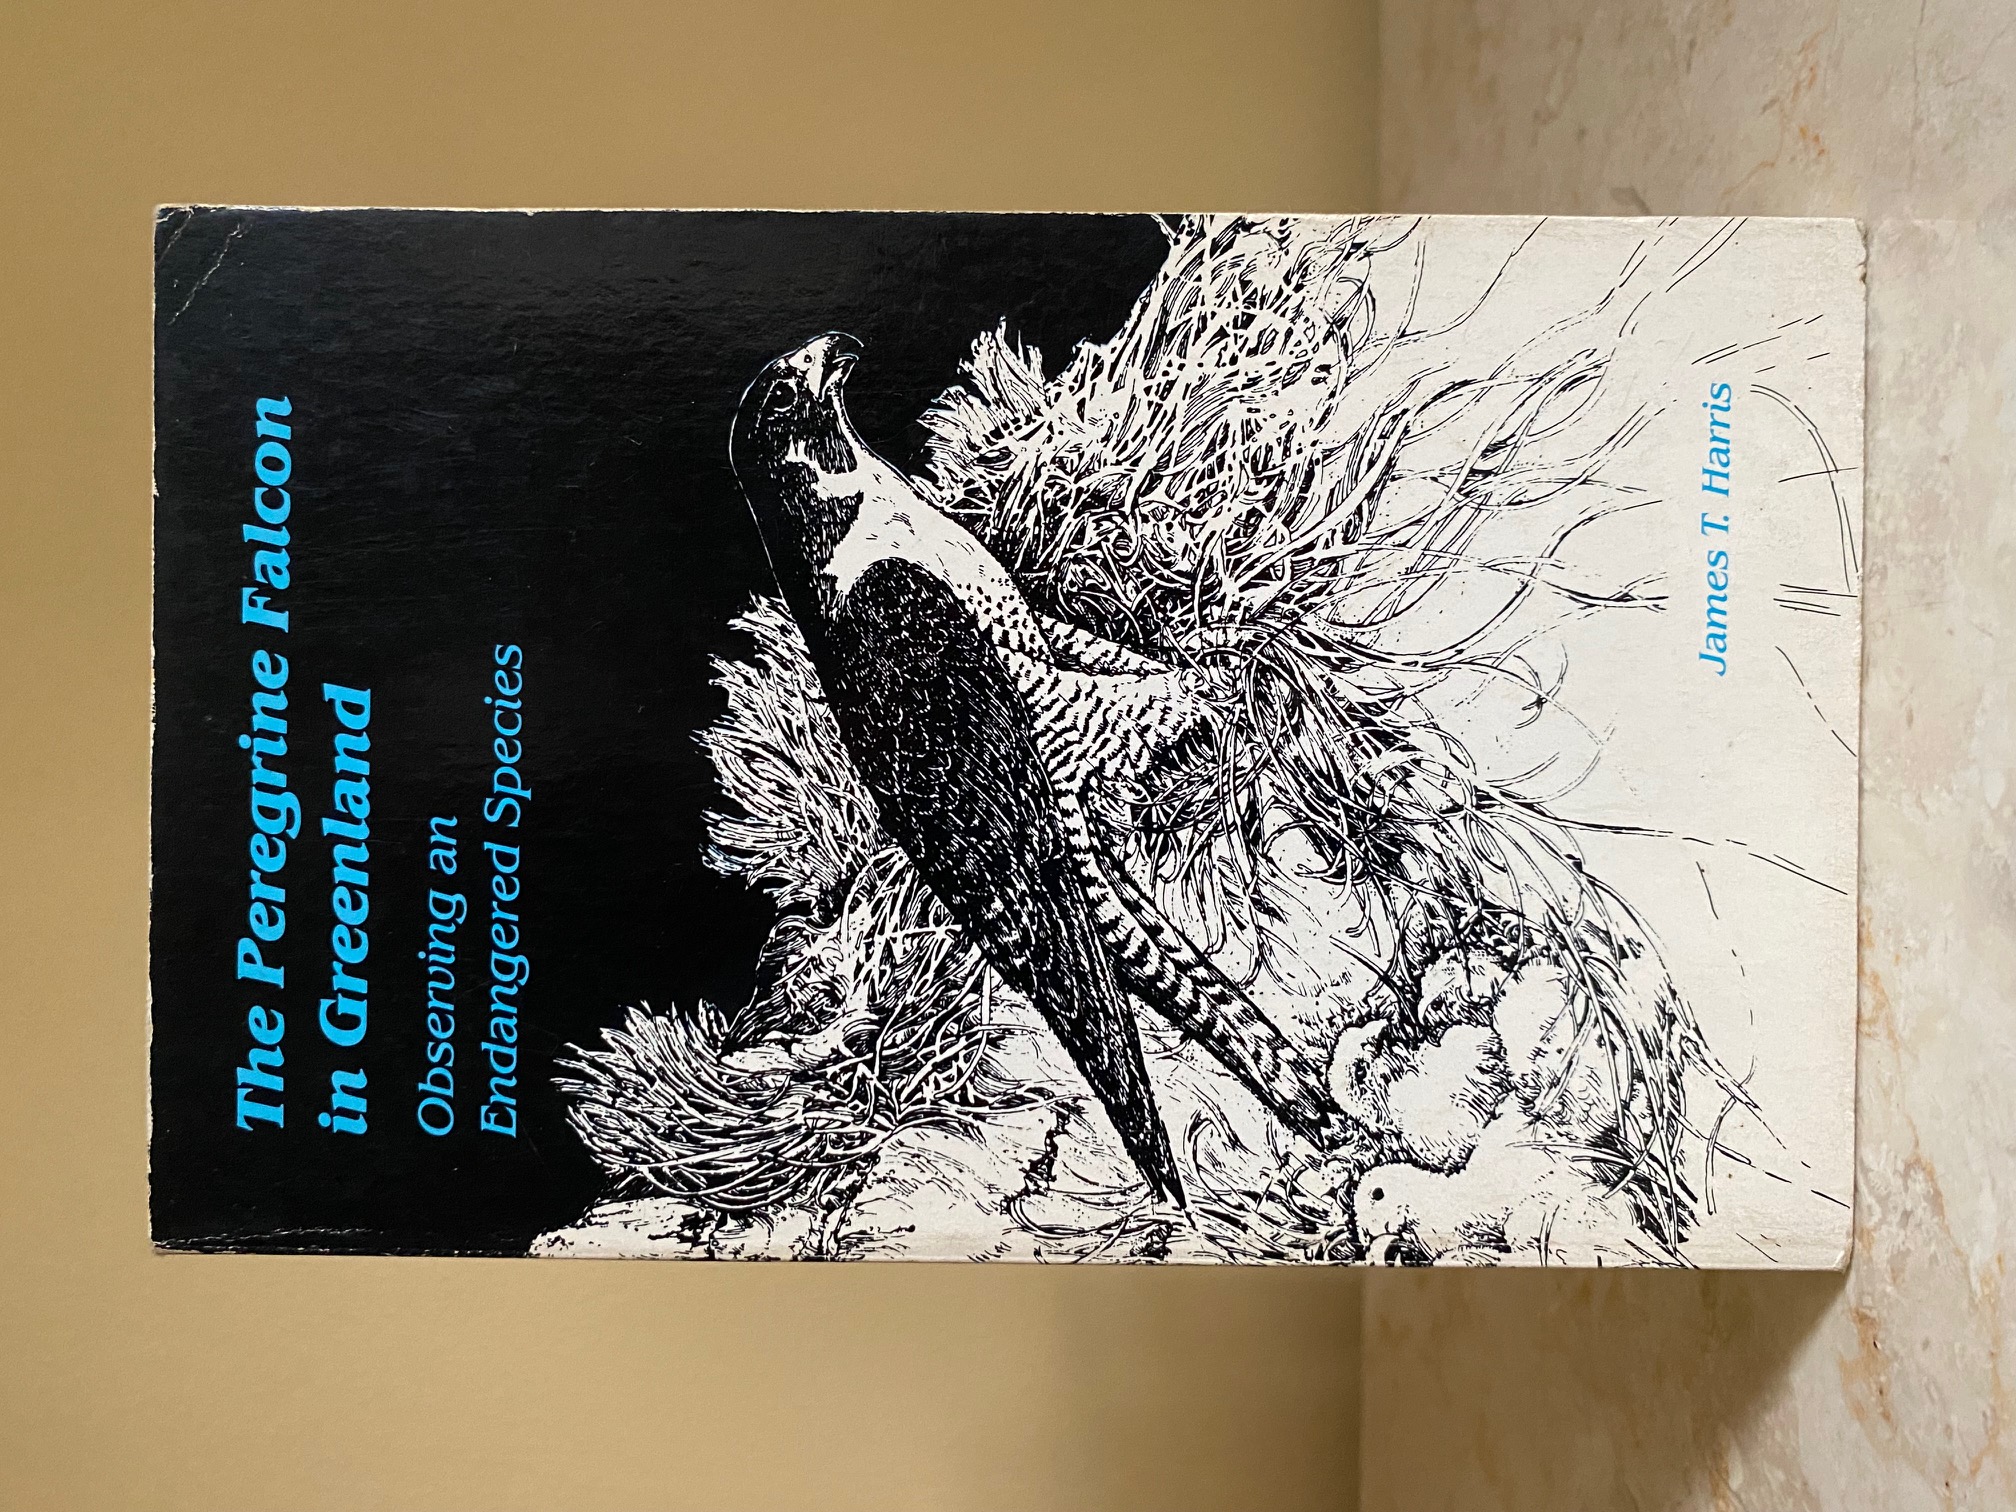 The Peregrine Falcon
in Greenland
Observing an
Endangered Species
James T. Harris